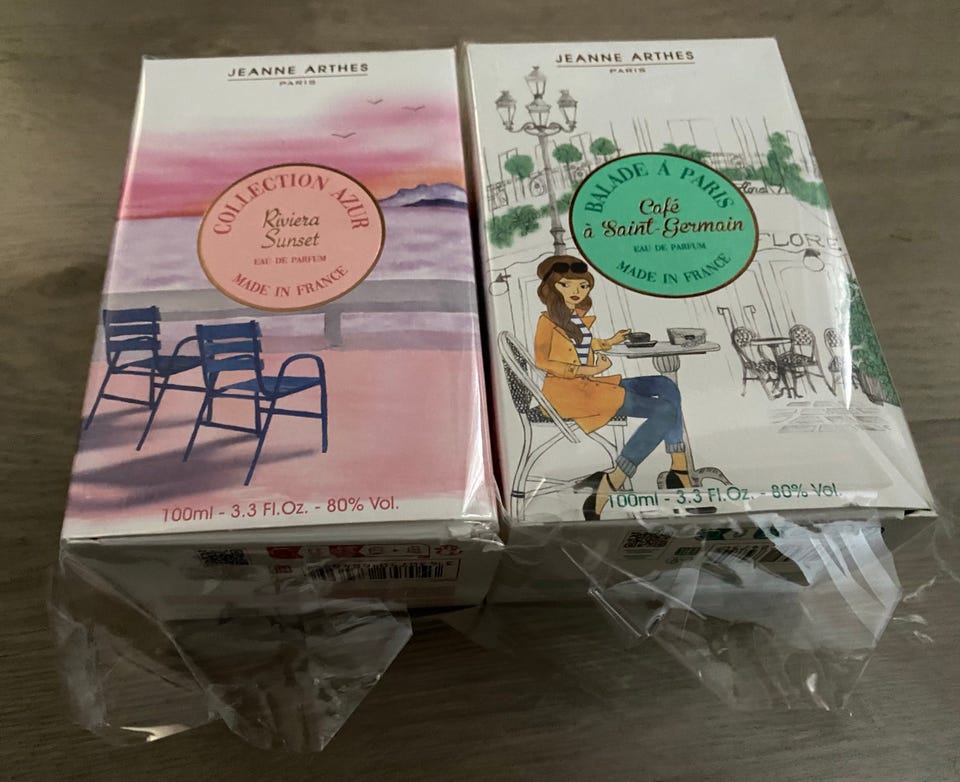 JEANNE ARTHES
PARIS
COLLECTION AZUR
Riviera
Sunset
EAU DE PARFUM
MADE IN FRANCE
100ml - 3.3 Fl.Oz. - 80% Vol.
JEANNE ARTHES
PARIS
BALADE À PARIS
Café
à Saint-Germain
EAU DE PARFUM
MADE IN FRANCE
FLORE
100ml - 3.3 Fl.Oz. - 80% Vol.